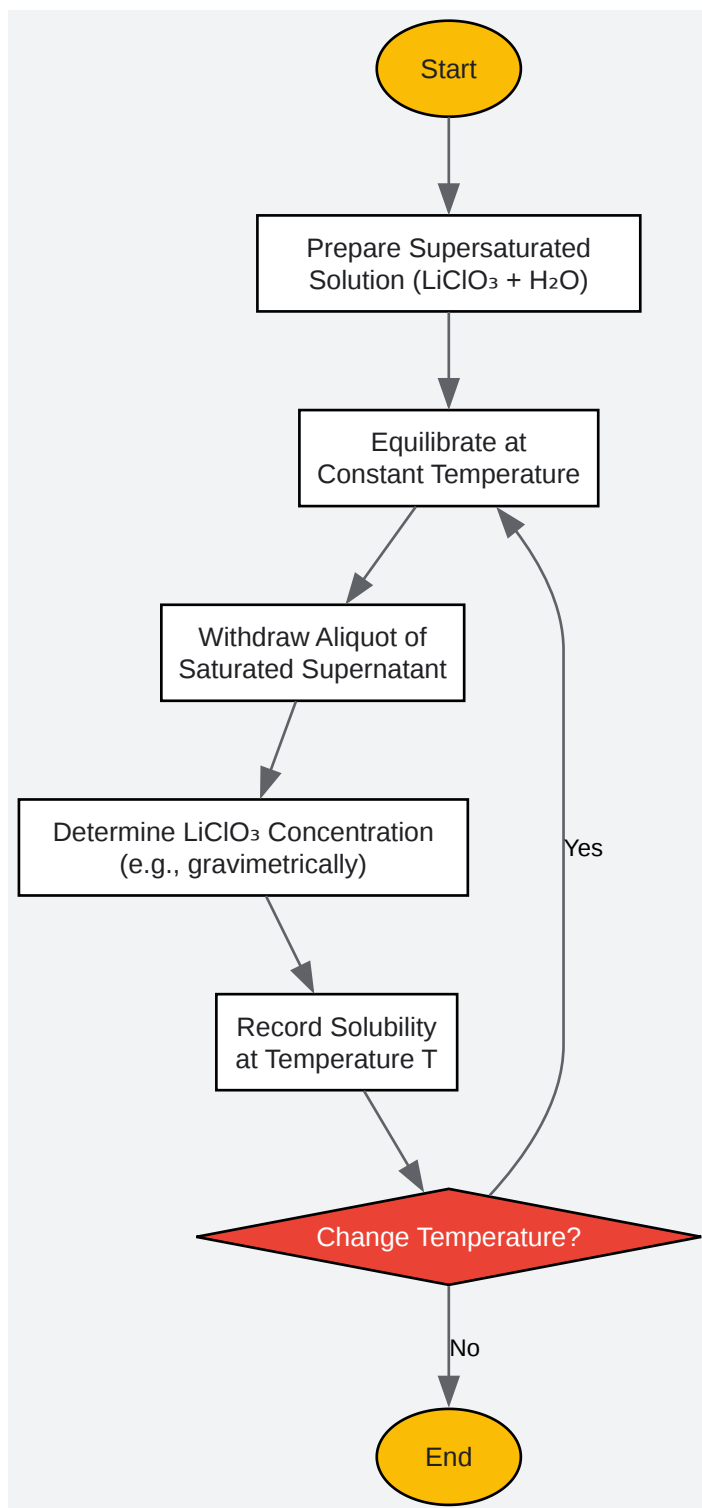 Start
Prepare Supersaturated
Solution (LiClO₃ + H₂O)
Equilibrate at
Constant Temperature
Withdraw Aliquot of
Saturated Supernatant
Determine LiClO₃ Concentration
(e.g., gravimetrically)
Yes
Record Solubility
at Temperature T
Change Temperature?
No
End